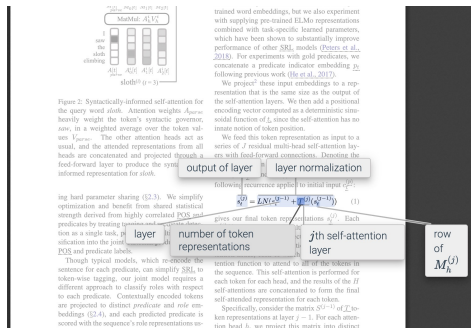 MatMul: A V
I
saw
the
sloth
climbing
sloth (j = 3)
Figure 2: Syntactically-informed self-attention for
the query word sloth. Attention weights A parse
heavily weight the token's syntactic governor,
saw, in a weighted average over the token val-
ues V parse. The other attention heads act as
usual, and the attended representations from all
heads are concatenated and projected through a
feed-forward layer to produce the syntactically-
informed representation for sloth.
ing hard parameter sharing (§2.3). We simplify
optimization and benefit from shared statistical
strength derived from highly correlated POS and
predicates by treating
tion as a single task,
sification into the joint
POS and predicate labels.
Though typical models, which re-encode the
sentence for each predicate, can simplify SRL to
token-wise tagging, our joint model requires a
different approach to classify roles with respect
to each predicate. Contextually encoded tokens
are projected to distinct predicate and role em-
beddings (§2.4), and each predicted predicate is
scored with the sequence's role representations us-
trained word embeddings, but we also experiment
with supplying pre-trained ELMo representations
combined with task-specific learned parameters,
which have been shown to substantially improve
performance of other SRL models (Peters et al.,
2018). For experiments with gold predicates, we
concatenate a predicate indicator embedding p_t
following previous work (He et al., 2017).
We project² these input embeddings to a rep-
resentation that is the same size as the output of
the self-attention layers. We then add a positional
encoding vector computed as a deterministic sinu-
soidal function of t, since the self-attention has no
innate notion of token position.
We feed this token representation as input to a
series of J residual multi-head self-attention lay-
ers with feed-forward connections. Denoting the
output of layer
layer normalization
following recurrence applied to initial input
s_t^{(j)} = LN(s_t^{(j-1)} + T^{(j)}(s_t^{(j-1)})) (1)
gives our final token representations s_t^{(j)}. Each
layer
number of token
representations
jth self-attention
layer
row
of
M_h^{(j)}
tention function to attend to all of the tokens in
the sequence. This self-attention is performed for
each token for each head, and the results of the H
self-attentions are concatenated to form the final
self-attended representation for each token.
Specifically, consider the matrix S^{(j-1)} of T to-
ken representations at layer j − 1. For each atten-
tion head h, we project this matrix into distinct